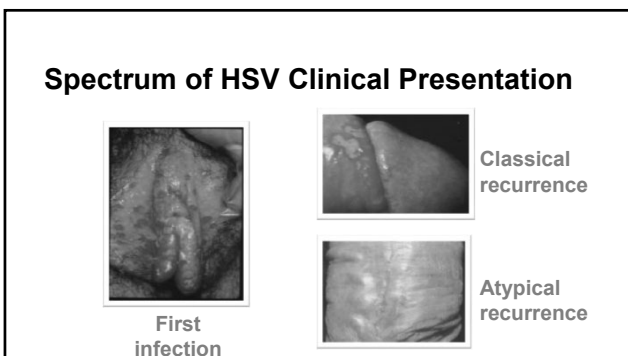 Spectrum of HSV Clinical Presentation
Classical
recurrence
Atypical
recurrence
First
infection